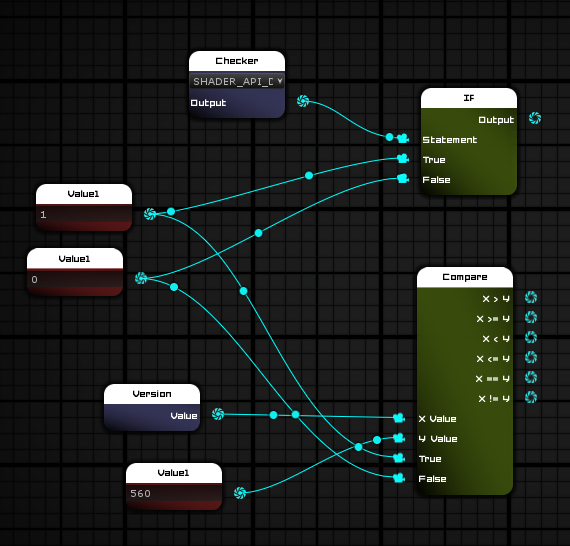 Checker
SHADER_API_D
Output
If
Output
Statement
True
False
Value1
1
Value1
0
Compare
X > Y
X >= Y
X < Y
X <= Y
X == Y
X != Y
X Value
Y Value
True
False
Version
Value
Value1
560